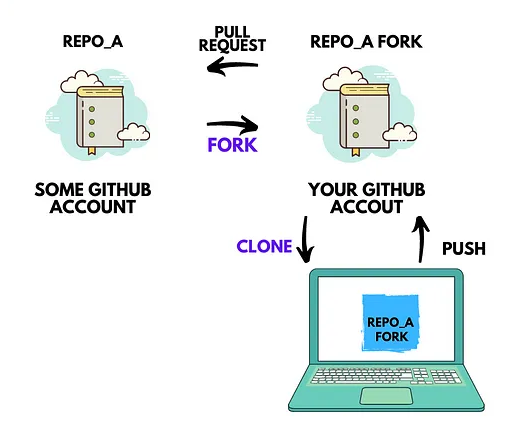 REPO_A
PULL
REQUEST
REPO_A FORK
FORK
SOME GITHUB
ACCOUNT
YOUR GITHUB
ACCOUT
CLONE
PUSH
REPO_A
FORK